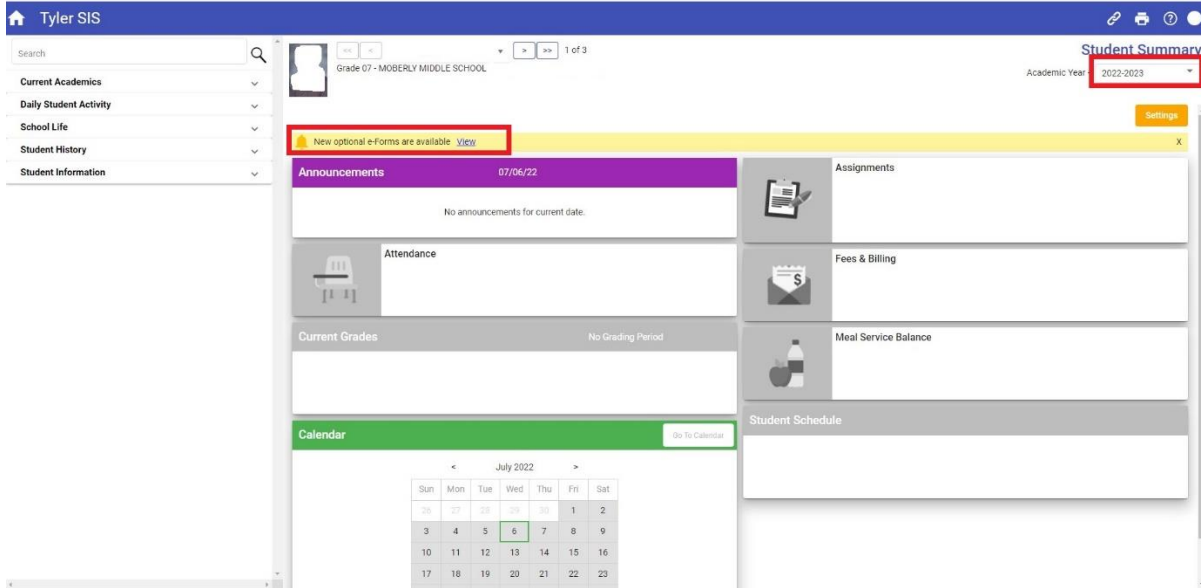 Tyler SIS
Search
Current Academics
Daily Student Activity
School Life
Student History
Student Information
<< < > >> 1 of 3
Grade 07 - MOBERLY MIDDLE SCHOOL
Student Summary
Academic Year 2022-2023
Settings
New optional e-Forms are available View X
Announcements 07/06/22
No announcements for current date.
Attendance
Current Grades No Grading Period
Calendar Go To Calendar
< July 2022 >
Sun Mon Tue Wed Thu Fri Sat
26 27 28 29 30 1 2
3 4 5 6 7 8 9
10 11 12 13 14 15 16
17 18 19 20 21 22 23
Assignments
Fees & Billing
Meal Service Balance
Student Schedule